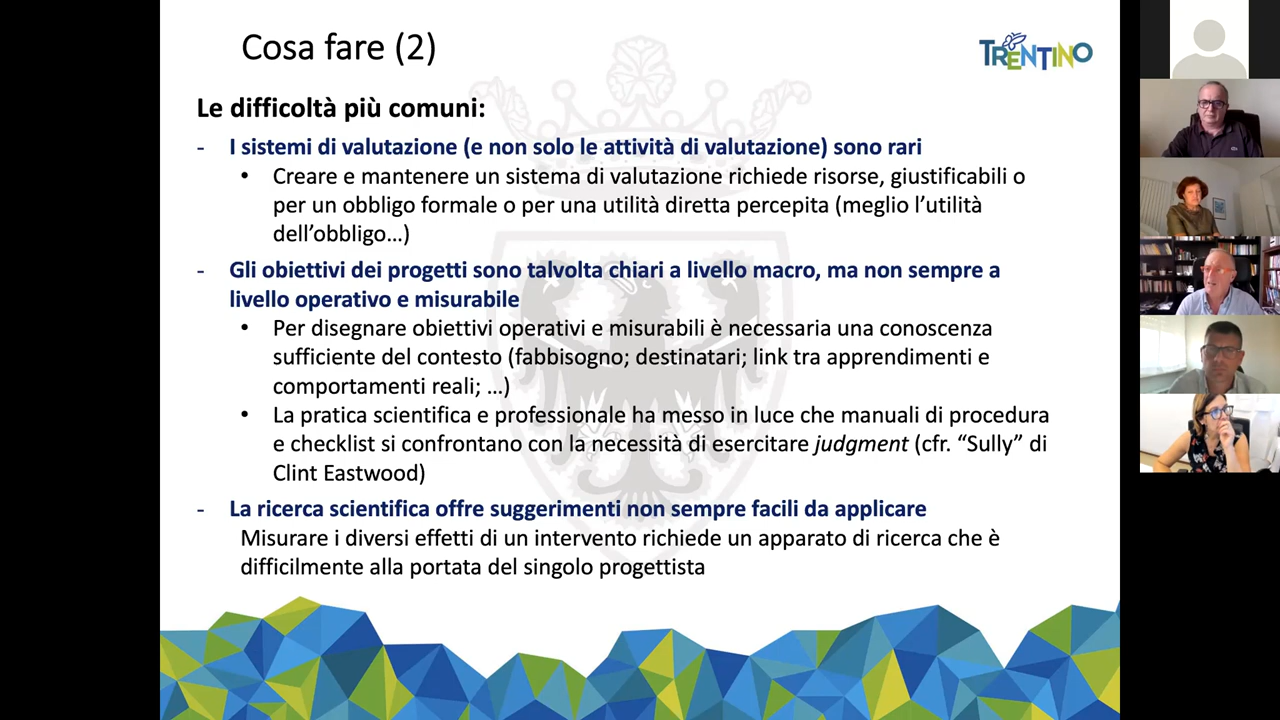 Cosa fare (2)
TRENTINO
Le difficoltà più comuni:
- I sistemi di valutazione (e non solo le attività di valutazione) sono rari
• Creare e mantenere un sistema di valutazione richiede risorse, giustificabili o
per un obbligo formale o per una utilità diretta percepita (meglio l’utilità
dell’obbligo…)
- Gli obiettivi dei progetti sono talvolta chiari a livello macro, ma non sempre a
livello operativo e misurabile
• Per disegnare obiettivi operativi e misurabili è necessaria una conoscenza
sufficiente del contesto (fabbisogno; destinatari; link tra apprendimenti e
comportamenti reali; …)
• La pratica scientifica e professionale ha messo in luce che manuali di procedura
e checklist si confrontano con la necessità di esercitare judgment (cfr. “Sully” di
Clint Eastwood)
- La ricerca scientifica offre suggerimenti non sempre facili da applicare
Misurare i diversi effetti di un intervento richiede un apparato di ricerca che è
difficilmente alla portata del singolo progettista